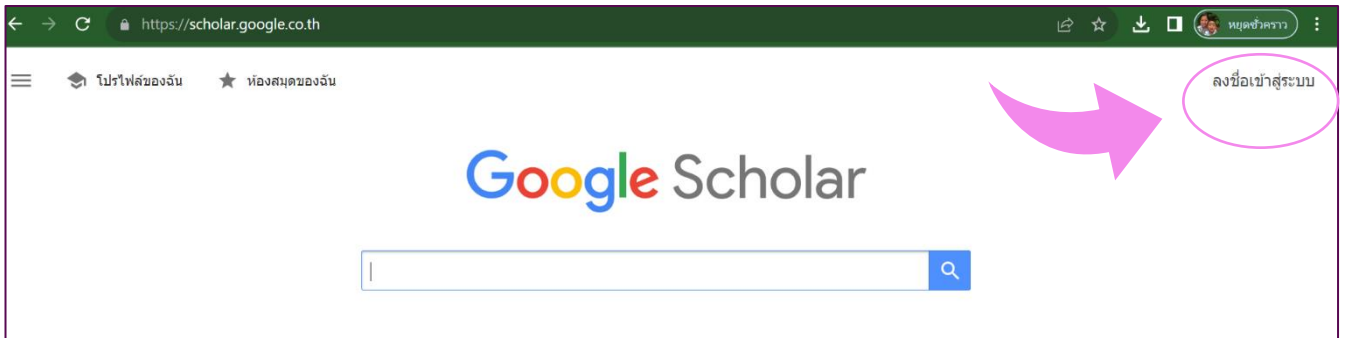 https://scholar.google.co.th
หยุดชั่วคราว
โปรไฟล์ของฉัน
ห้องสมุดของฉัน
ลงชื่อเข้าสู่ระบบ
Google Scholar